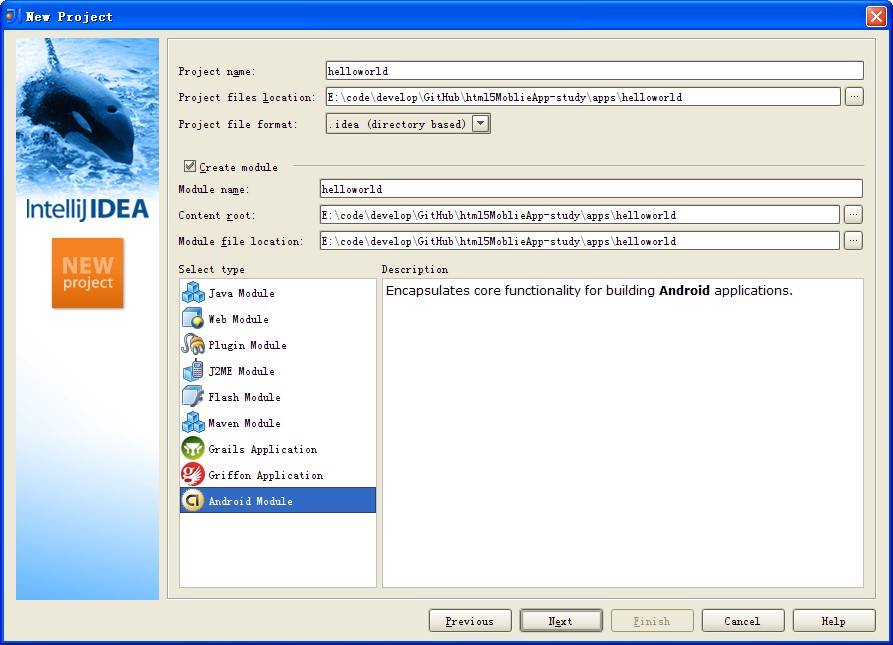 New Project
Project name: helloworld
Project files location: E:\code\develop\GitHub\html5MoblieApp-study\apps\helloworld ...
Project file format: .idea (directory based)
Create module
Module name: helloworld
Content root: E:\code\develop\GitHub\html5MoblieApp-study\apps\helloworld ...
Module file location: E:\code\develop\GitHub\html5MoblieApp-study\apps\helloworld ...
IntelliJ IDEA
NEW
project
Select type
Java Module
Web Module
Plugin Module
J2ME Module
Flash Module
Maven Module
Grails Application
Griffon Application
Android Module
Description
Encapsulates core functionality for building Android applications.
Previous Next Finish Cancel Help